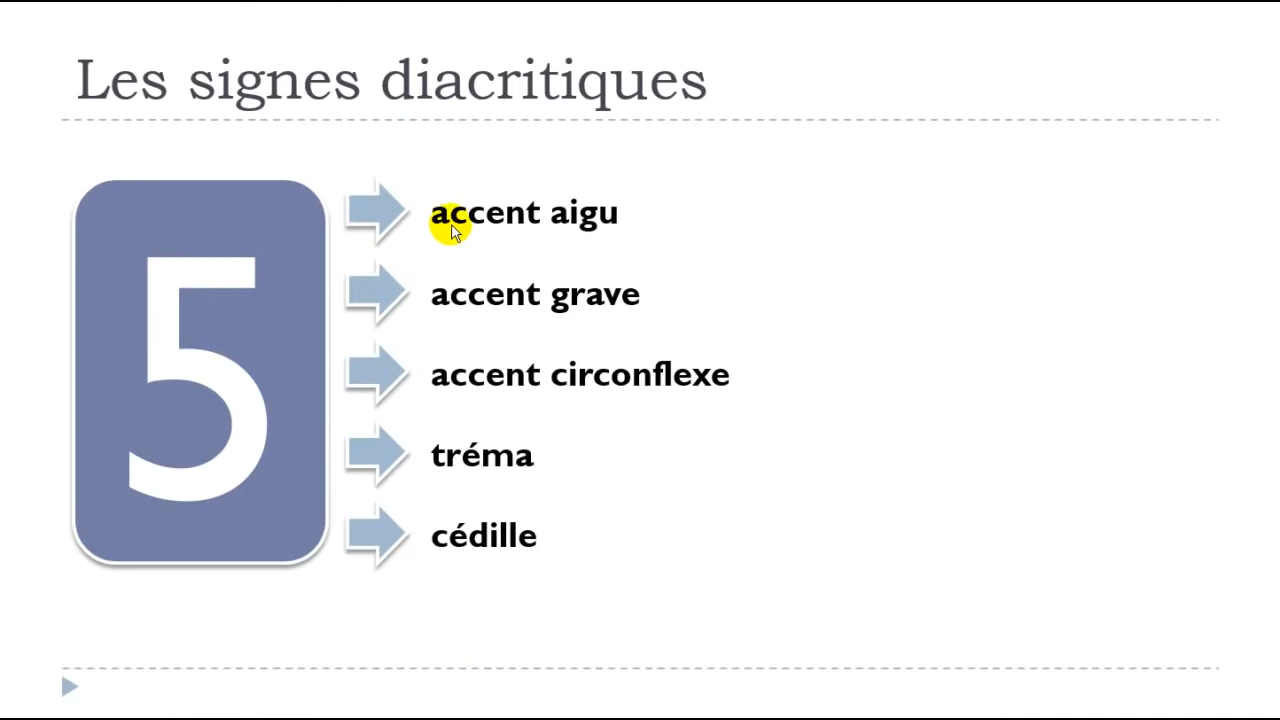 Les signes diacritiques
5
accent aigu
accent grave
accent circonflexe
tréma
cédille